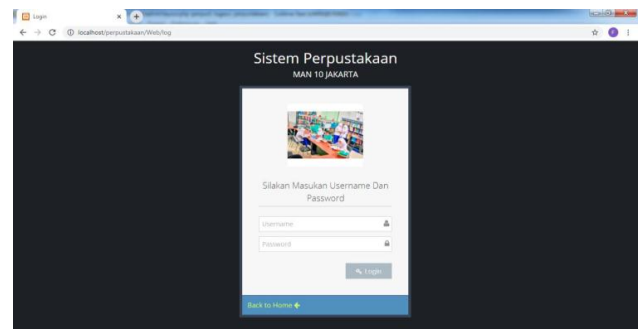 Login
localhost/perpustakaan/Web/log
Sistem Perpustakaan
MAN 10 JAKARTA
Silakan Masukan Username Dan
Password
Username
Password
Login
Back to Home